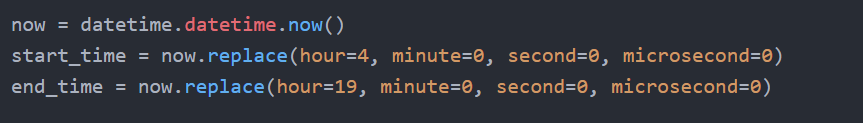 now = datetime.datetime.now()
start_time = now.replace(hour=4, minute=0, second=0, microsecond=0)
end_time = now.replace(hour=19, minute=0, second=0, microsecond=0)